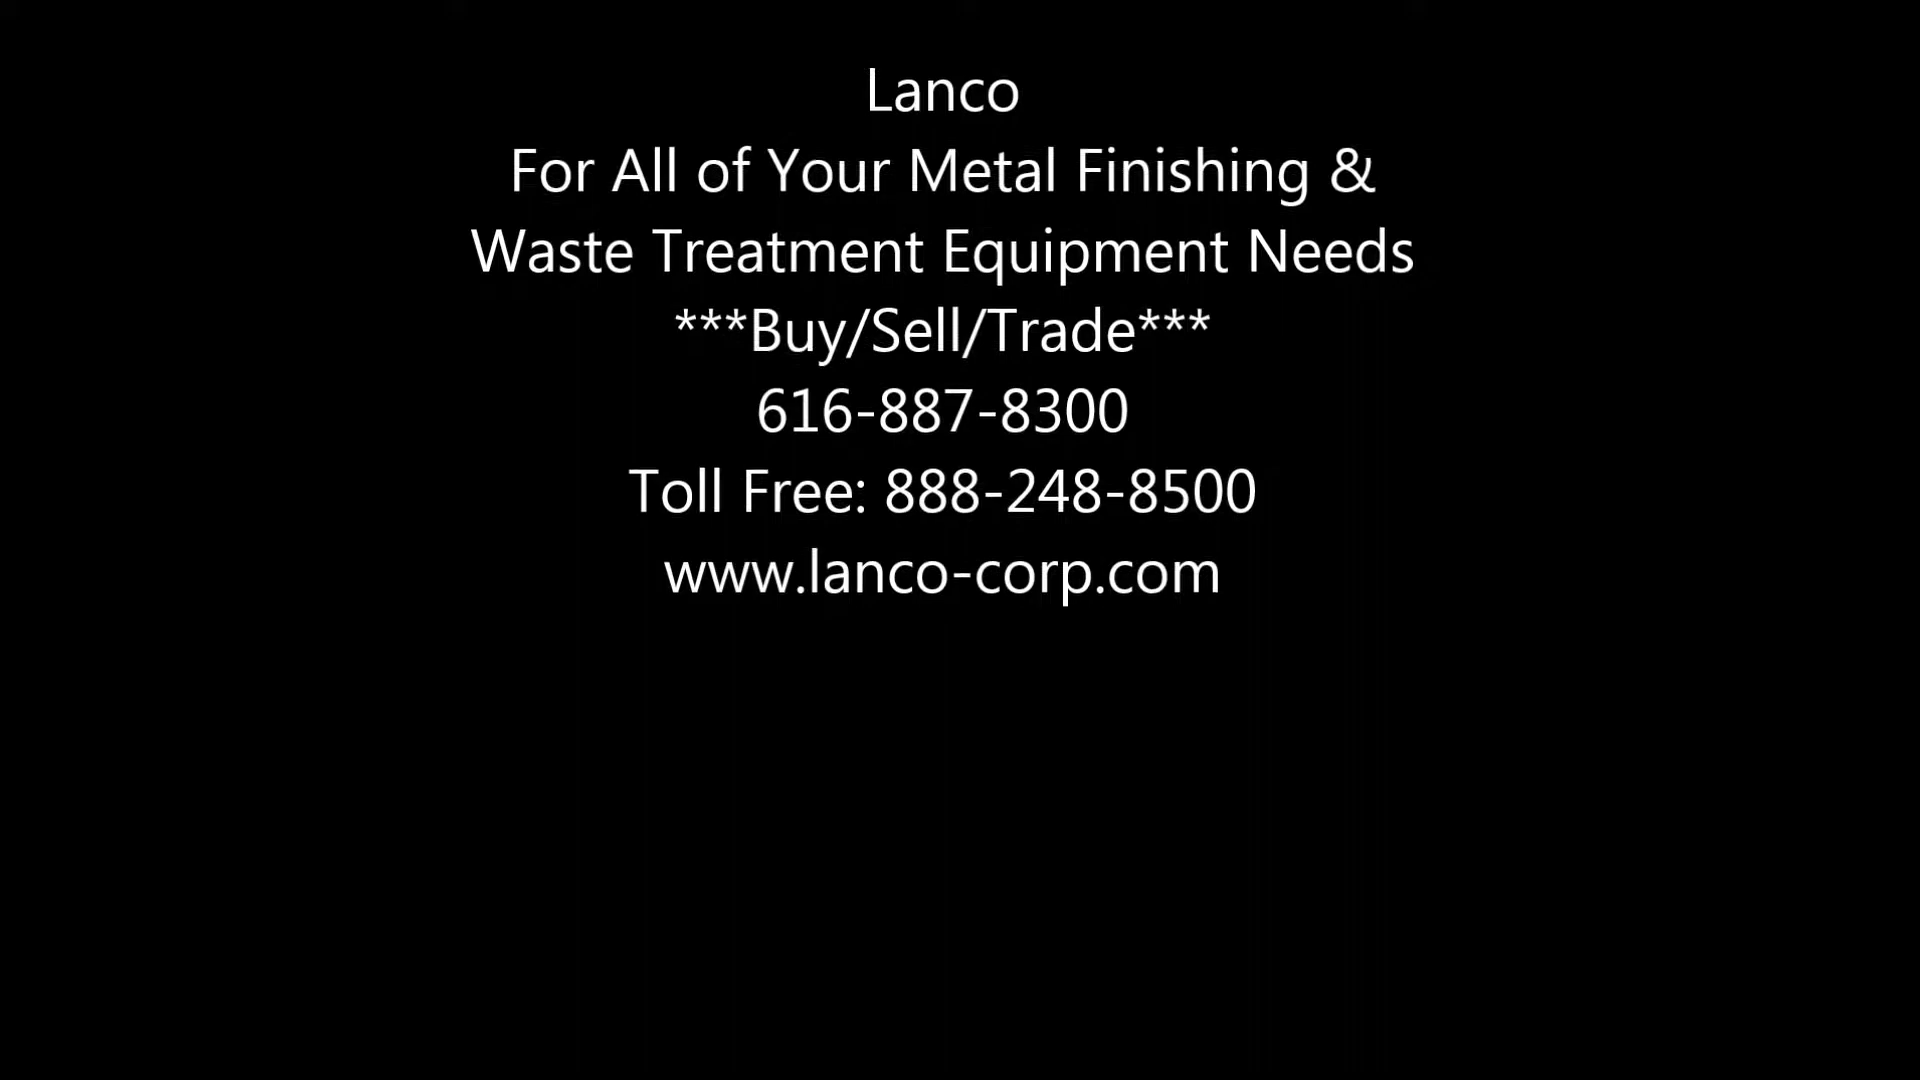 Lanco
For All of Your Metal Finishing &
Waste Treatment Equipment Needs
***Buy/Sell/Trade***
616-887-8300
Toll Free: 888-248-8500
www.lanco-corp.com